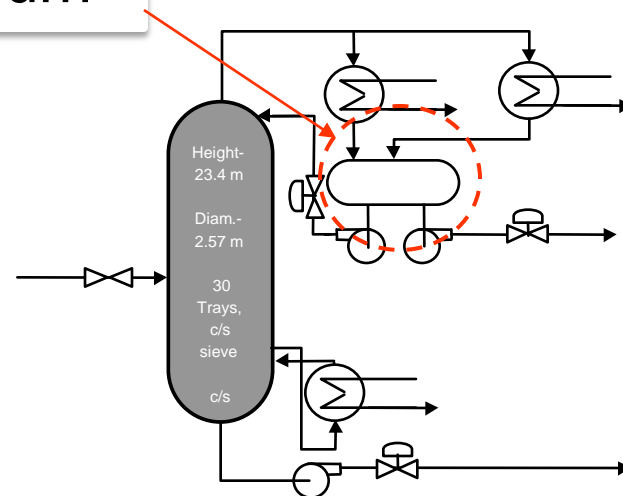 Height-
23.4 m
Diam.-
2.57 m
30
Trays,
c/s
sieve
c/s